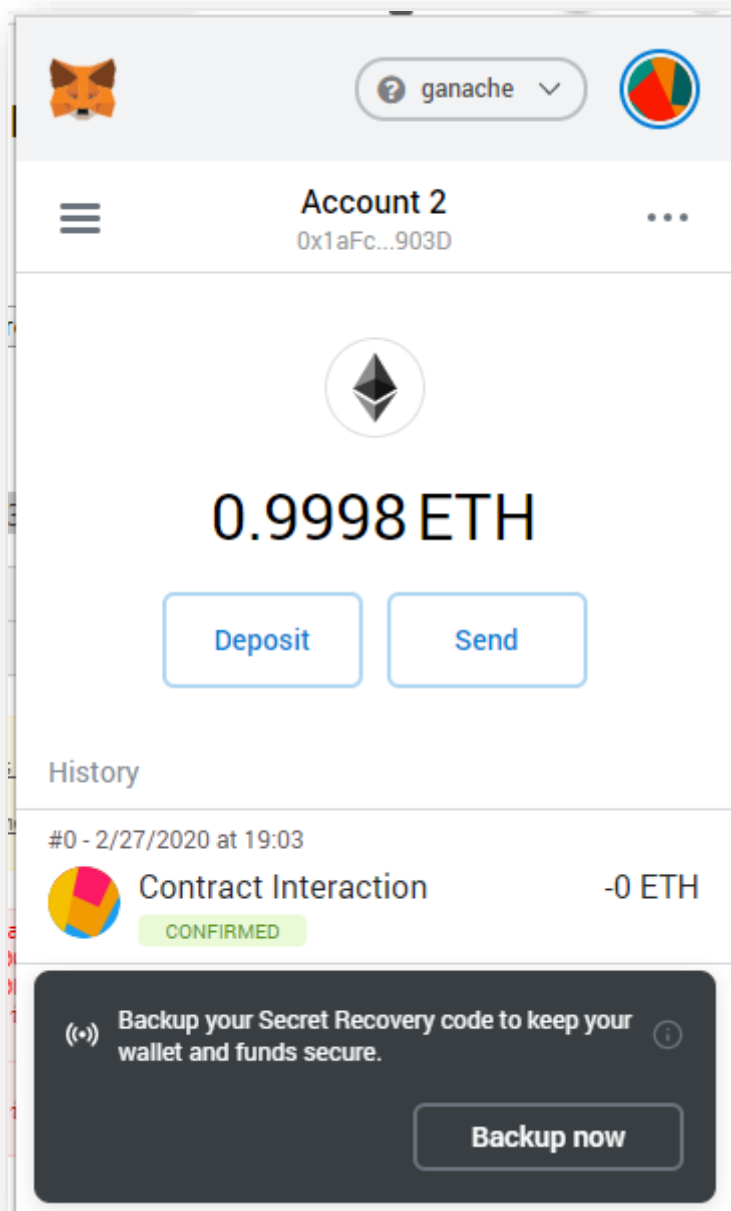 ganache
Account 2
0x1aFc...903D
0.9998 ETH
Deposit
Send
History
#0 - 2/27/2020 at 19:03
Contract Interaction
-0 ETH
CONFIRMED
Backup your Secret Recovery code to keep your
wallet and funds secure.
Backup now